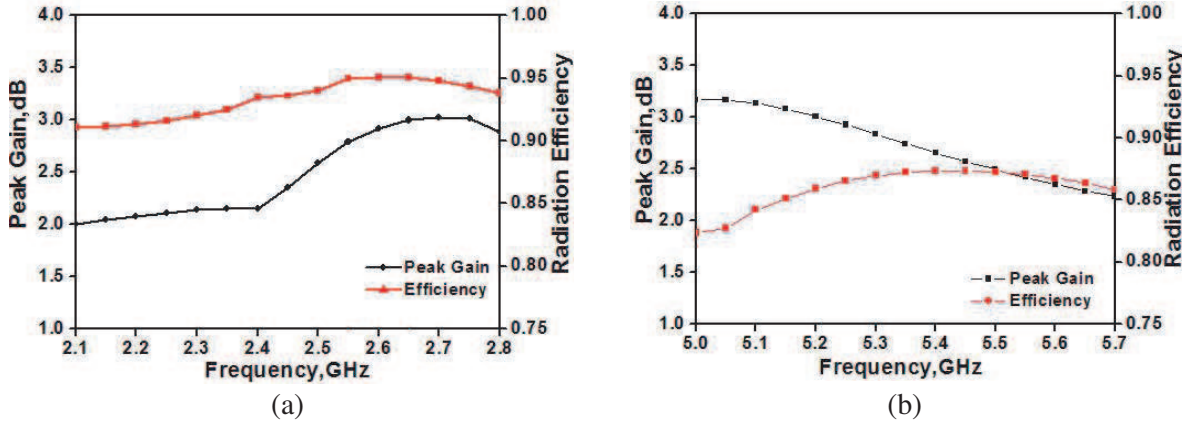 4.0
3.5
3.0
2.5
2.0
1.5
1.0
Peak Gain,dB
1.00
0.95
0.90
0.85
0.80
0.75
Radiation Efficiency
Peak Gain
Efficiency
2.1 2.2 2.3 2.4 2.5 2.6 2.7 2.8
Frequency,GHz
(a)
4.0
3.5
3.0
2.5
2.0
1.5
1.0
Peak Gain,dB
1.00
0.95
0.90
0.85
0.80
0.75
Radiation Efficiency
Peak Gain
Efficiency
5.0 5.1 5.2 5.3 5.4 5.5 5.6 5.7
Frequency,GHz
(b)